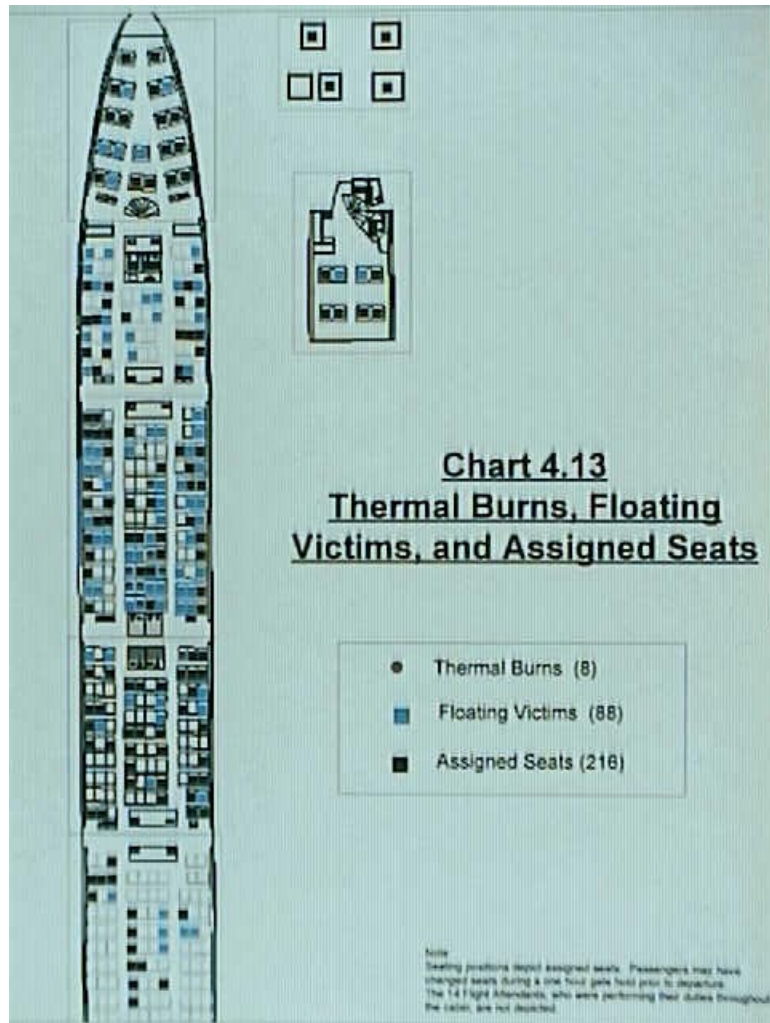 Chart 4.13
Thermal Burns, Floating
Victims, and Assigned Seats
Thermal Burns (8)
Floating Victims (88)
Assigned Seats (216)
Note
Seating positions depict assigned seats. Passengers may have
changed seats during a one hour gate hold prior to departure.
The 14 Flight Attendants, who were performing their duties throughout
the cabin, are not depicted.